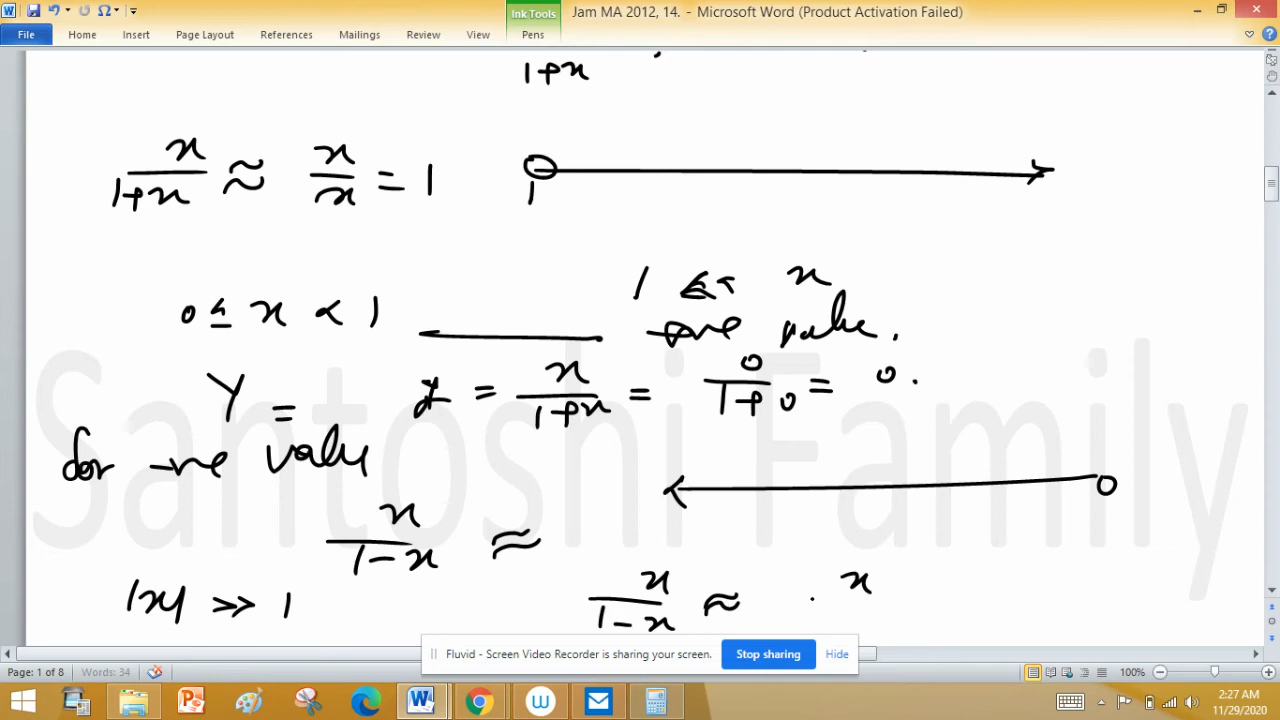 Ink Tools
Jam MA 2012, 14. - Microsoft Word (Product Activation Failed)
File Home Insert Page Layout References Mailings Review View Pens
1+x
x/(1+x) ≈ x/x = 1
1
1 << x
0 ≤ x < 1
+ve value.
Y = x = x/(1+x) = 0/(1+0) = 0.
for -ve value
0
x/(1-x) ≈
|x| >> 1 x/(1-x) ≈ x
Santoshi Family
Fluvid - Screen Video Recorder is sharing your screen. Stop sharing Hide
Page: 1 of 8 Words: 34 100%
2:27 AM
11/29/2020